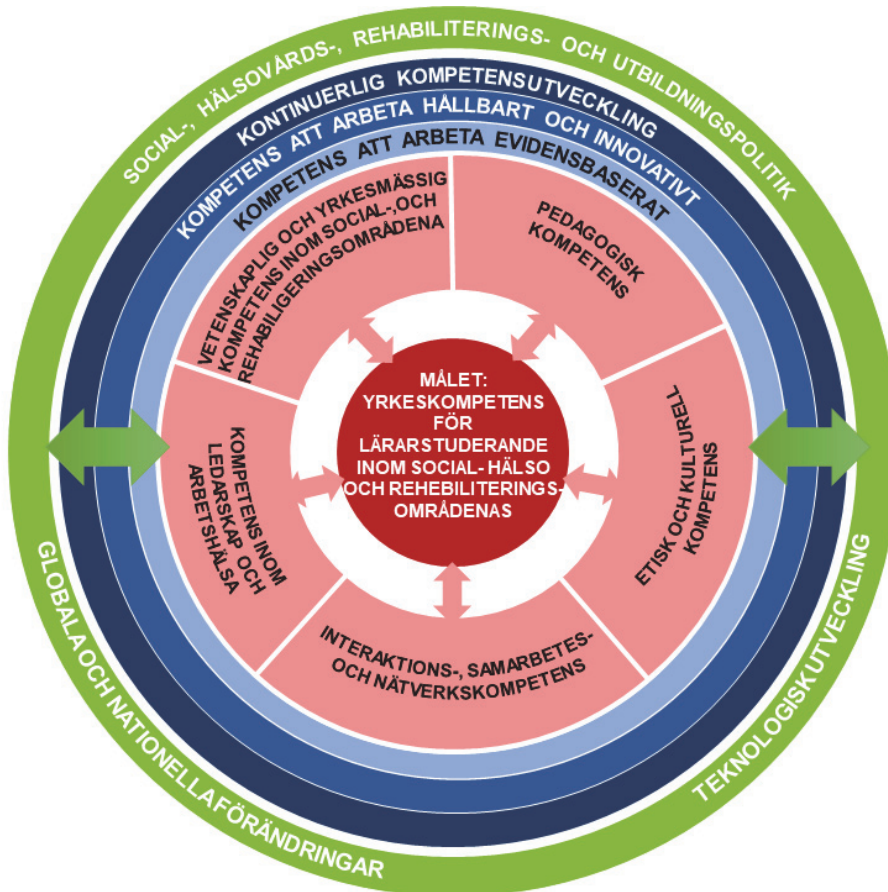 SOCIAL-, HÄLSOVÅRDS-, REHABILITERINGS- OCH UTBILDNINGSPOLITIK
KONTINUERLIG KOMPETENSUTVECKLING
KOMPETENS ATT ARBETA HÅLLBART OCH INNOVATIVT
KOMPETENS ATT ARBETA EVIDENSBASERAT
VETENSKAPLIG OCH YRKESMÄSSIG
KOMPETENS INOM SOCIAL-,OCH
REHABILIGERINGSOMRÅDENA
PEDAGOGISK
KOMPETENS
ETISK OCH KULTURELL
KOMPETENS
INTERAKTIONS-, SAMARBETES-
OCH NÄTVERKSKOMPETENS
KOMPETENS INOM
LEDARSKAP OCH
ARBETSHÄLSA
MÅLET:
YRKESKOMPETENS
FÖR
LÄRARSTUDERANDE
INOM SOCIAL- HÄLSO
OCH REHEBILITERINGS-
OMRÅDENAS
GLOBALA OCH NATIONELLA FÖRÄNDRINGAR
TEKNOLOGISK UTVECKLING